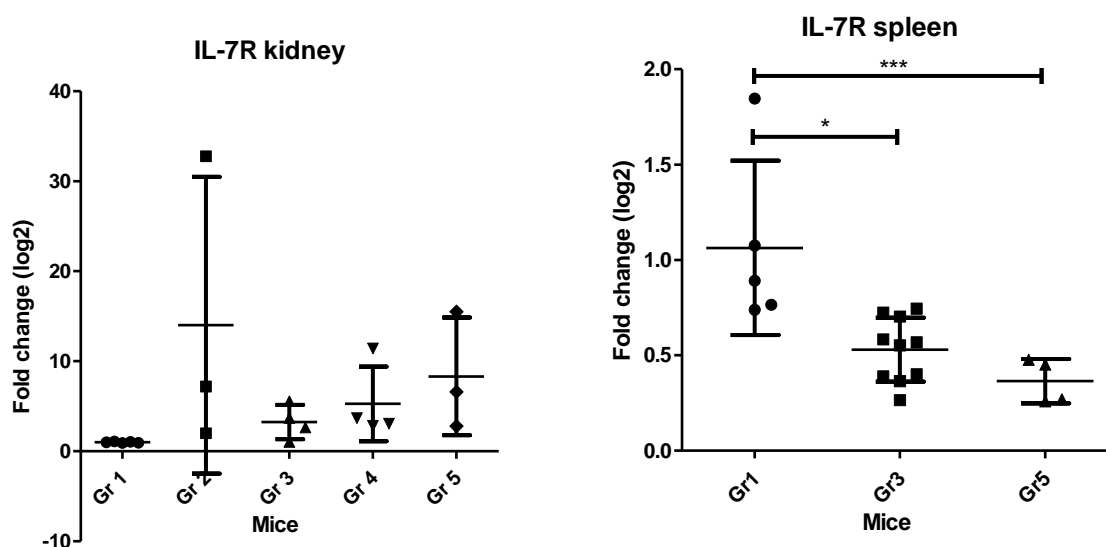 IL-7R kidney
Fold change (log2)
40
30
20
10
0
-10
Gr 1
Gr 2
Gr 3
Gr 4
Gr 5
Mice
IL-7R spleen
Fold change (log2)
2.0
1.5
1.0
0.5
0.0
***
*
Gr1
Gr3
Gr5
Mice